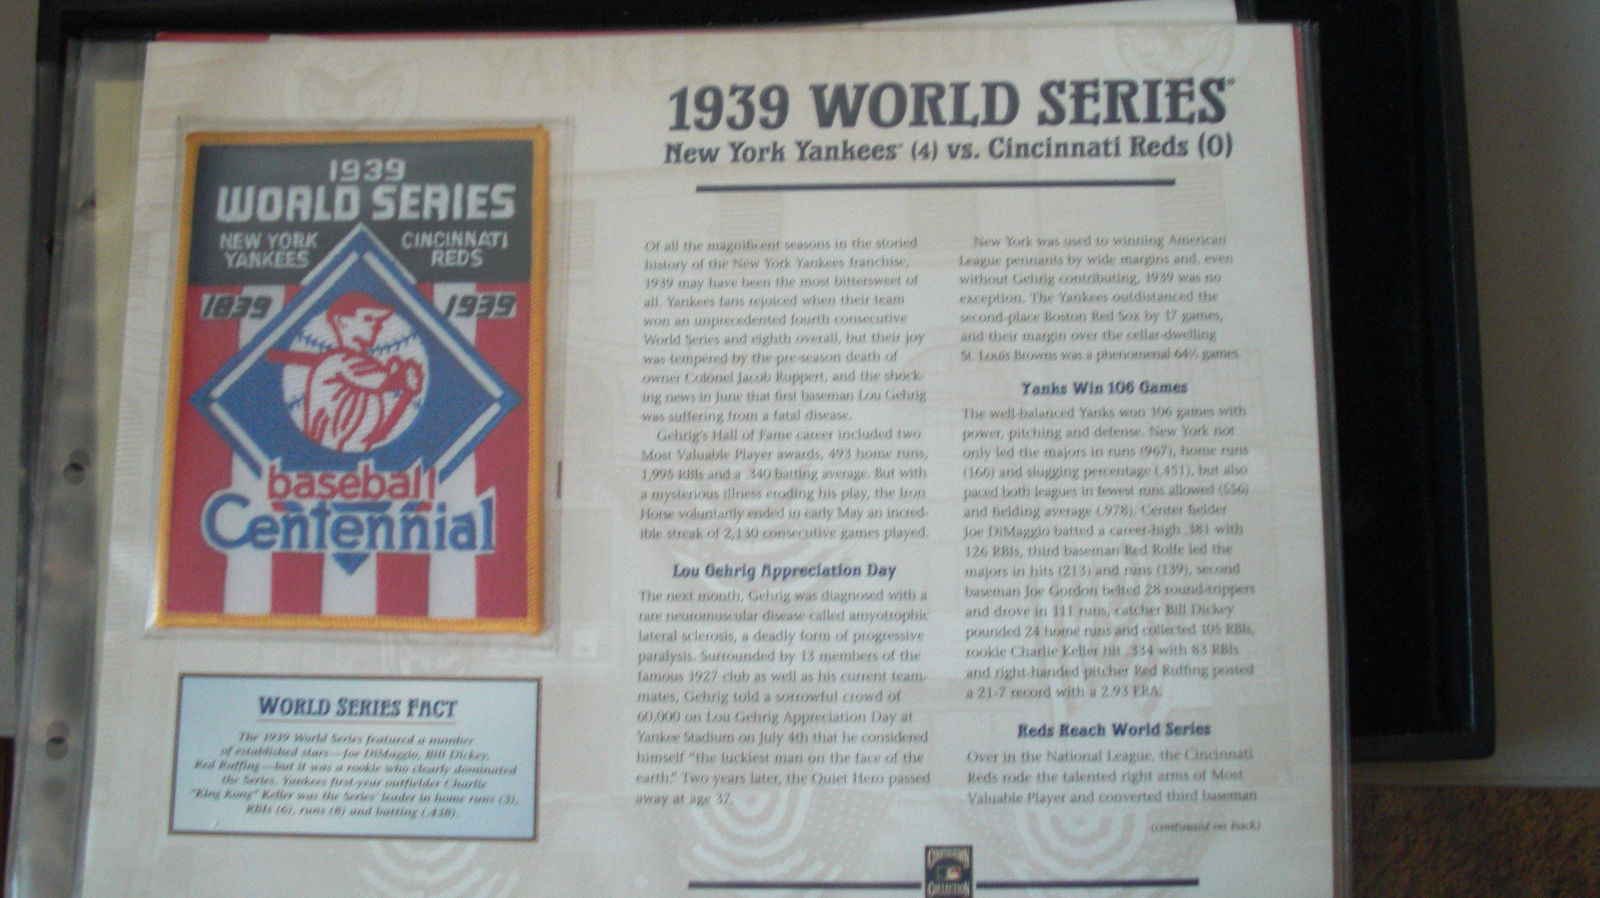 YANKEE STADIUM
1939 WORLD SERIES®
New York Yankees™ (4) vs. Cincinnati Reds (0)
1939
WORLD SERIES
NEW YORK
YANKEES
CINCINNATI
REDS
1839
1939
baseball
Centennial
WORLD SERIES FACT
The 1939 World Series featured a number
of established stars—Joe DiMaggio, Bill Dickey,
Red Ruffing—but it was a rookie who clearly dominated
the Series. Yankees first-year outfielder Charlie
"King Kong" Keller was the Series' leader in home runs (3),
RBIs (6), runs (8) and batting (.438).
Of all the magnificent seasons in the storied
history of the New York Yankees franchise,
1939 may have been the most bittersweet of
all. Yankees fans rejoiced when their team
won an unprecedented fourth consecutive
World Series and eighth overall, but their joy
was tempered by the pre-season death of
owner Colonel Jacob Ruppert, and the shock-
ing news in June that first baseman Lou Gehrig
was suffering from a fatal disease.
Gehrig's Hall of Fame career included two
Most Valuable Player awards, 493 home runs,
1,995 RBIs and a .340 batting average. But with
a mysterious illness eroding his play, the Iron
Horse voluntarily ended in early May an incred-
ible streak of 2,130 consecutive games played.
Lou Gehrig Appreciation Day
The next month, Gehrig was diagnosed with a
rare neuromuscular disease called amyotrophic
lateral sclerosis, a deadly form of progressive
paralysis. Surrounded by 13 members of the
famous 1927 club as well as his current team-
mates, Gehrig told a sorrowful crowd of
60,000 on Lou Gehrig Appreciation Day at
Yankee Stadium on July 4th that he considered
himself "the luckiest man on the face of the
earth." Two years later, the Quiet Hero passed
away at age 37.
New York was used to winning American
League pennants by wide margins and, even
without Gehrig contributing, 1939 was no
exception. The Yankees outdistanced the
second-place Boston Red Sox by 17 games,
and their margin over the cellar-dwelling
St. Louis Browns was a phenomenal 64½ games.
Yanks Win 106 Games
The well-balanced Yanks won 106 games with
power, pitching and defense. New York not
only led the majors in runs (967), home runs
(166) and slugging percentage (.451), but also
paced both leagues in fewest runs allowed (556)
and fielding average (.978). Center fielder
Joe DiMaggio batted a career-high .381 with
126 RBIs, third baseman Red Rolfe led the
majors in hits (213) and runs (139), second
baseman Joe Gordon belted 28 round-trippers
and drove in 111 runs, catcher Bill Dickey
pounded 24 home runs and collected 105 RBIs,
rookie Charlie Keller hit .334 with 83 RBIs
and right-handed pitcher Red Ruffing posted
a 21-7 record with a 2.93 ERA.
Reds Reach World Series
Over in the National League, the Cincinnati
Reds rode the talented right arms of Most
Valuable Player and converted third baseman
(continued on back)
COOPERSTOWN
COLLECTION